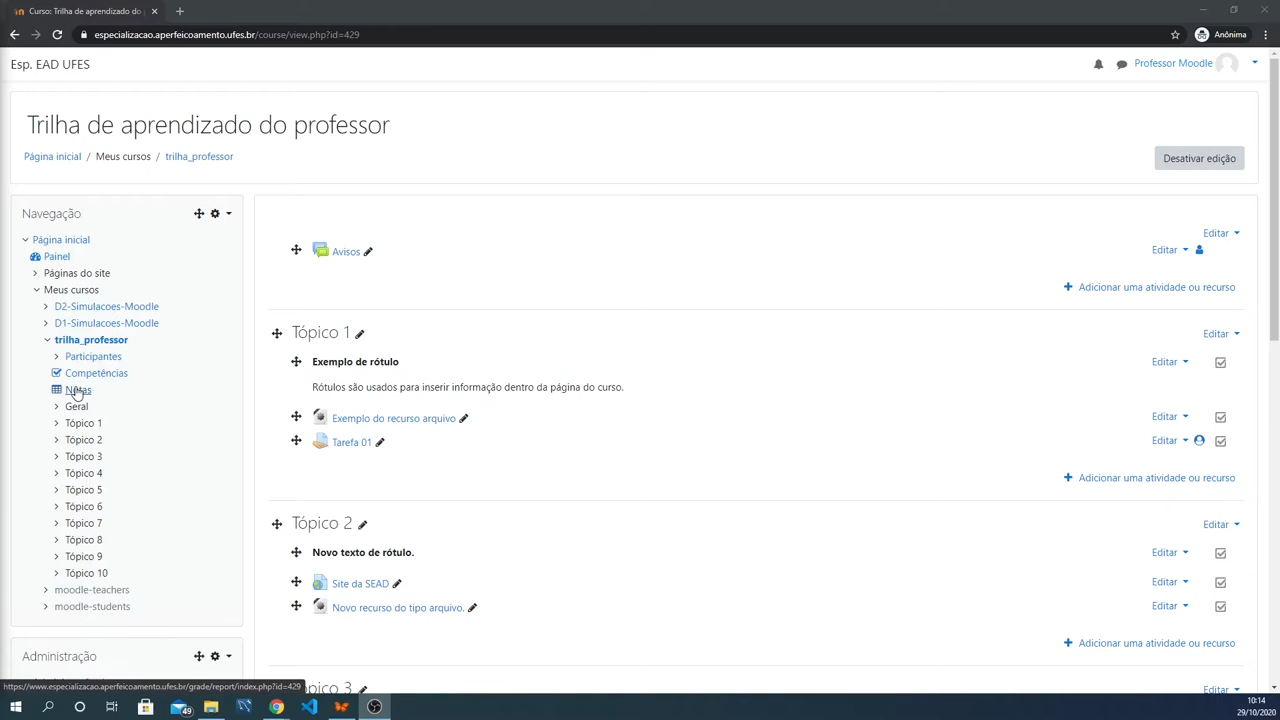 Curso: Trilha de aprendizado do
especializacao.aperfeicoamento.ufes.br/course/view.php?id=429
Anônima
Esp. EAD UFES
Professor Moodle
Trilha de aprendizado do professor
Página inicial / Meus cursos / trilha_professor
Desativar edição
Navegação
Página inicial
Painel
Páginas do site
Meus cursos
D2-Simulacoes-Moodle
D1-Simulacoes-Moodle
trilha_professor
Participantes
Competências
Notas
Geral
Tópico 1
Tópico 2
Tópico 3
Tópico 4
Tópico 5
Tópico 6
Tópico 7
Tópico 8
Tópico 9
Tópico 10
moodle-teachers
moodle-students
Administração
Editar
Avisos
Editar
Adicionar uma atividade ou recurso
Tópico 1
Editar
Exemplo de rótulo
Editar
Rótulos são usados para inserir informação dentro da página do curso.
Exemplo do recurso arquivo
Editar
Tarefa 01
Editar
Adicionar uma atividade ou recurso
Tópico 2
Editar
Novo texto de rótulo.
Editar
Site da SEAD
Editar
Novo recurso do tipo arquivo.
Editar
Adicionar uma atividade ou recurso
ópico 3
Editar
https://www.especializacao.aperfeicoamento.ufes.br/grade/report/index.php?id=429
49
10:14
29/10/2020